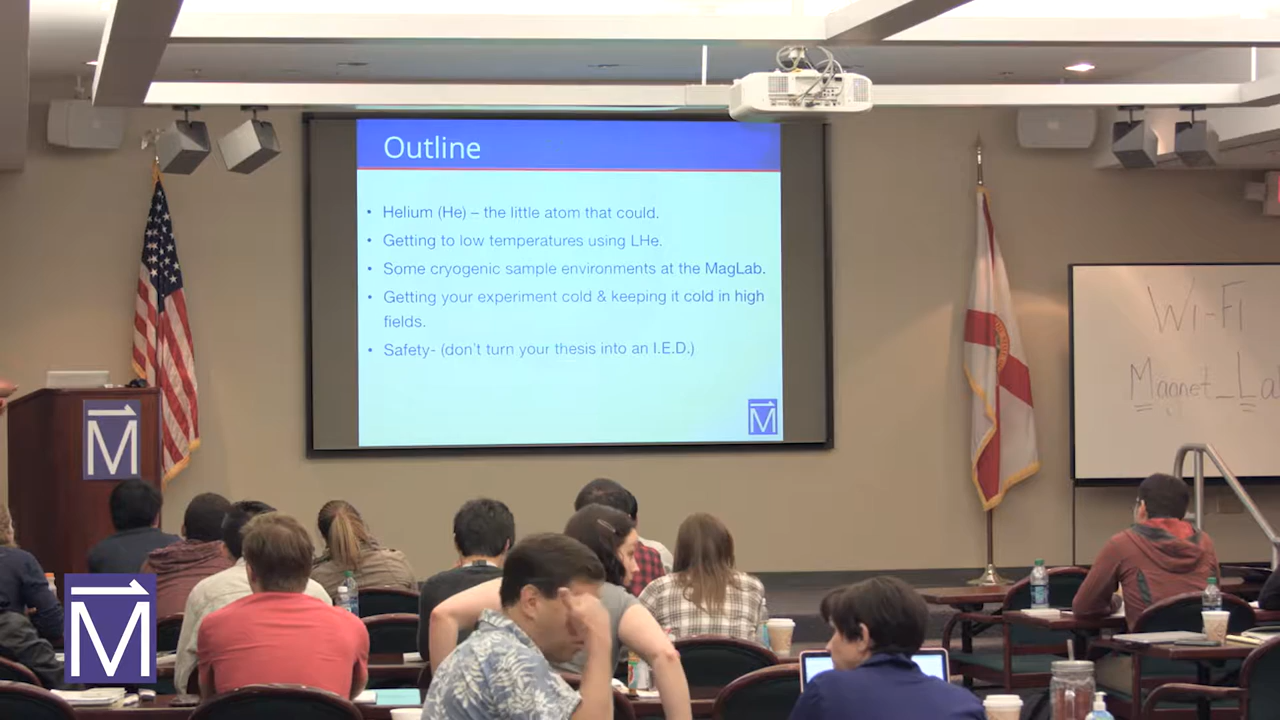 Outline
• Helium (He) – the little atom that could.
• Getting to low temperatures using LHe.
• Some cryogenic sample environments at the MagLab.
• Getting your experiment cold & keeping it cold in high
fields.
• Safety- (don't turn your thesis into an I.E.D.)
M
Wi-Fi
Magnet_La
M
M